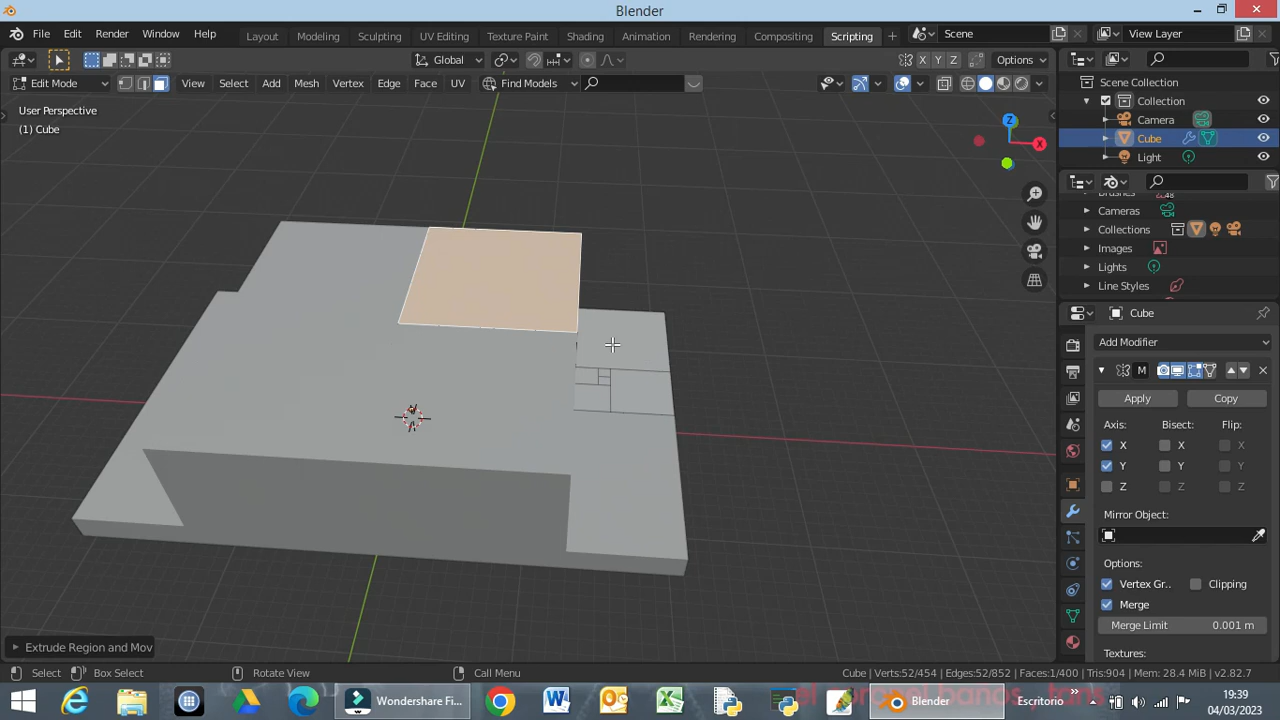 Blender
File Edit Render Window Help
Layout Modeling Sculpting UV Editing Texture Paint Shading Animation Rendering Compositing Scripting
Scene
View Layer
Global
X Y Z
Options
Edit Mode
View Select Add Mesh Vertex Edge Face UV
Find Models
User Perspective
(1) Cube
Z
X
Scene Collection
Collection
Camera
Cube
Light
Cameras
Collections
Images
Lights
Line Styles
Cube
Add Modifier
M
Apply
Copy
Axis: Bisect: Flip:
X X X
Y Y Y
Z Z Z
Mirror Object:
Options:
Vertex Gr.. Clipping
Merge
Merge Limit 0.001 m
Textures:
Extrude Region and Mov
Select Box Select Rotate View Call Menu
Cube | Verts:52/454 | Edges:52/852 | Faces:1/400 | Tris:904 | Mem: 28.4 MiB | v2.82.7
Wondershare Fi...
Blender
Escritorio
19:39
04/03/2023